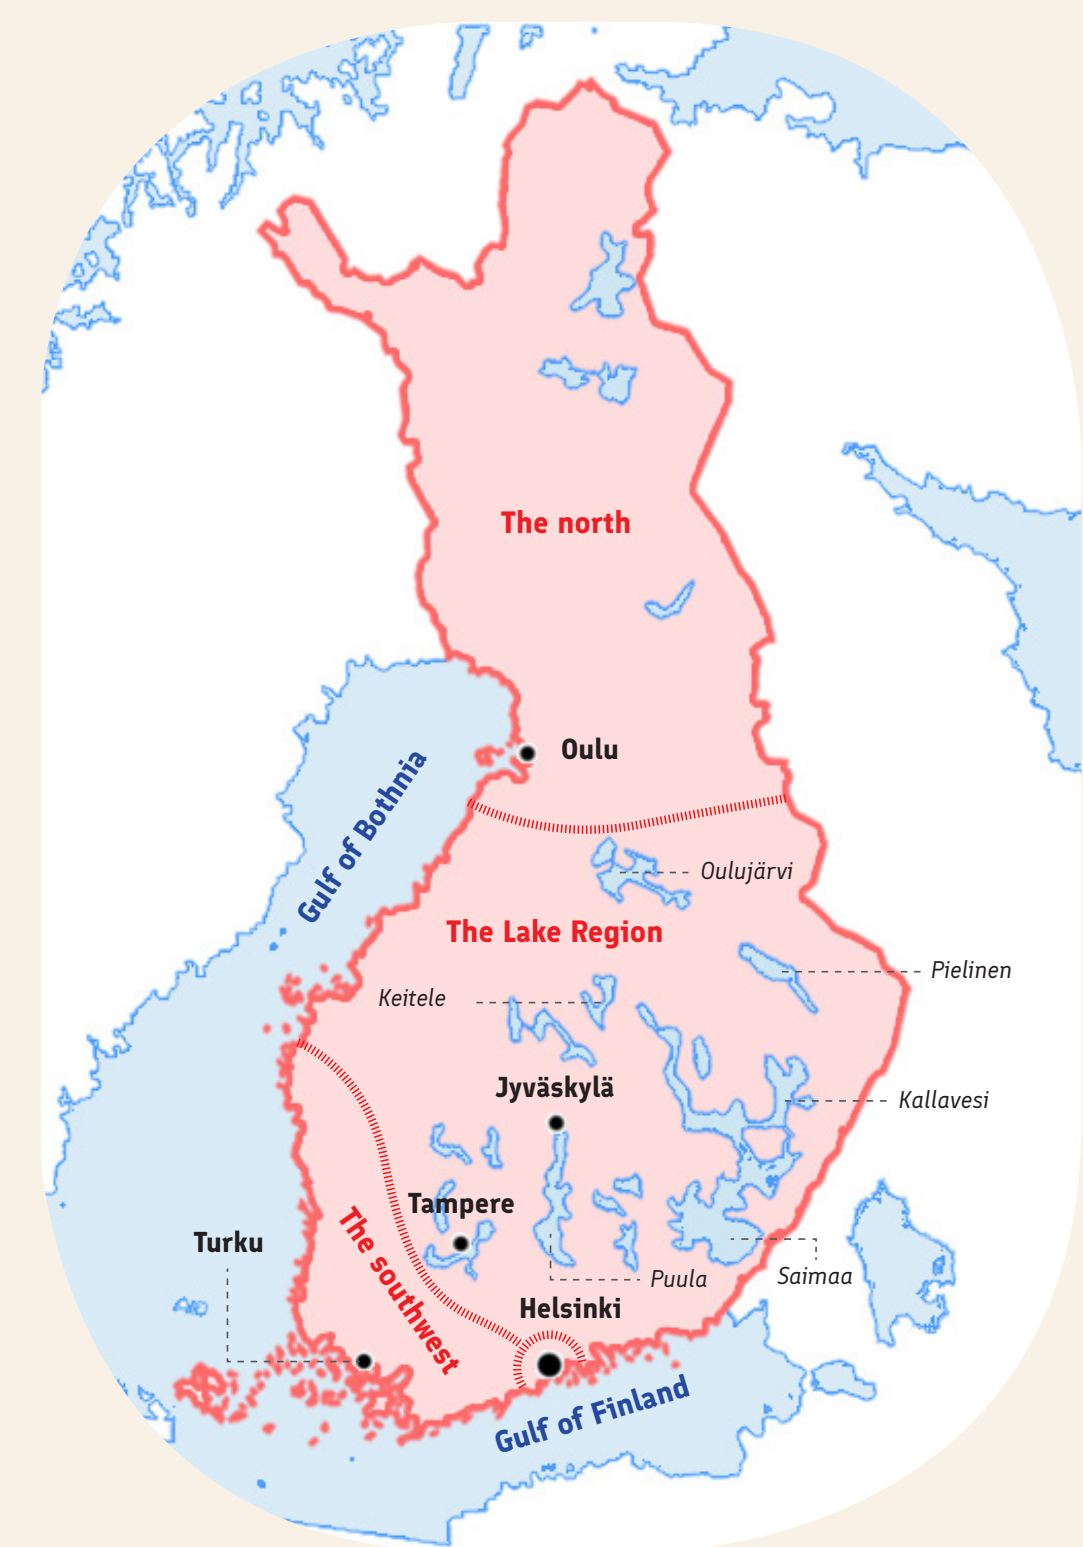 The north
Oulu
Gulf of Bothnia
Oulujärvi
The Lake Region
Pielinen
Keitele
Jyväskylä
Kallavesi
Tampere
Turku
The southwest
Saimaa
Puula
Helsinki
Gulf of Finland